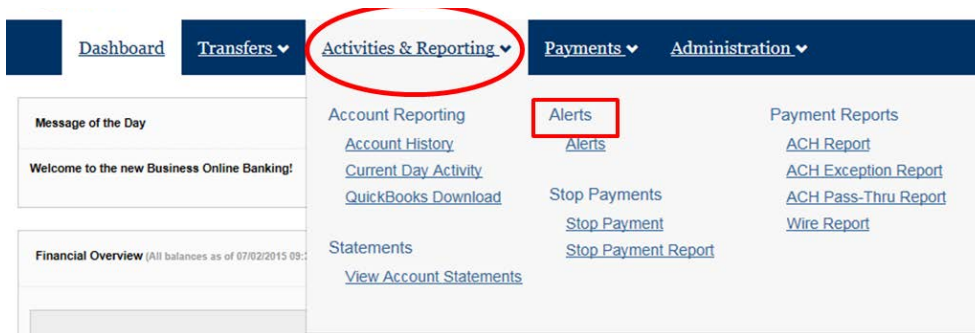 Dashboard
Transfers
Activities & Reporting
Payments
Administration
Message of the Day
Welcome to the new Business Online Banking!
Financial Overview (All balances as of 07/02/2015 09:
Account Reporting
Account History
Current Day Activity
QuickBooks Download
Statements
View Account Statements
Alerts
Alerts
Stop Payments
Stop Payment
Stop Payment Report
Payment Reports
ACH Report
ACH Exception Report
ACH Pass-Thru Report
Wire Report